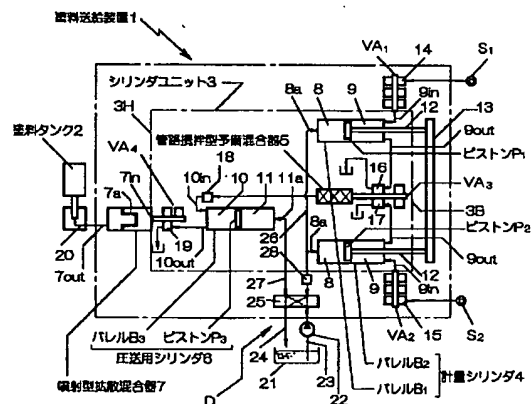 塗料送給装置1
シリンダユニット3
3H
塗料タンク2
VA4
管路撹拌型予備混合器5
VA1
14
S1
8a
8
9
9in
12
13
9out
ピストンP1
7in
7a
10in
18
10
11
11a
16
VA3
3B
17
ピストンP2
20
7out
19
10out
26
8a
28
8
9
12
9out
9in
27
25
VA2
15
S2
バレルB3
ピストンP3
圧送用シリンダ6
噴射型拡散混合器7
24
21
D
23
22
バレルB2
バレルB1
計量シリンダ4